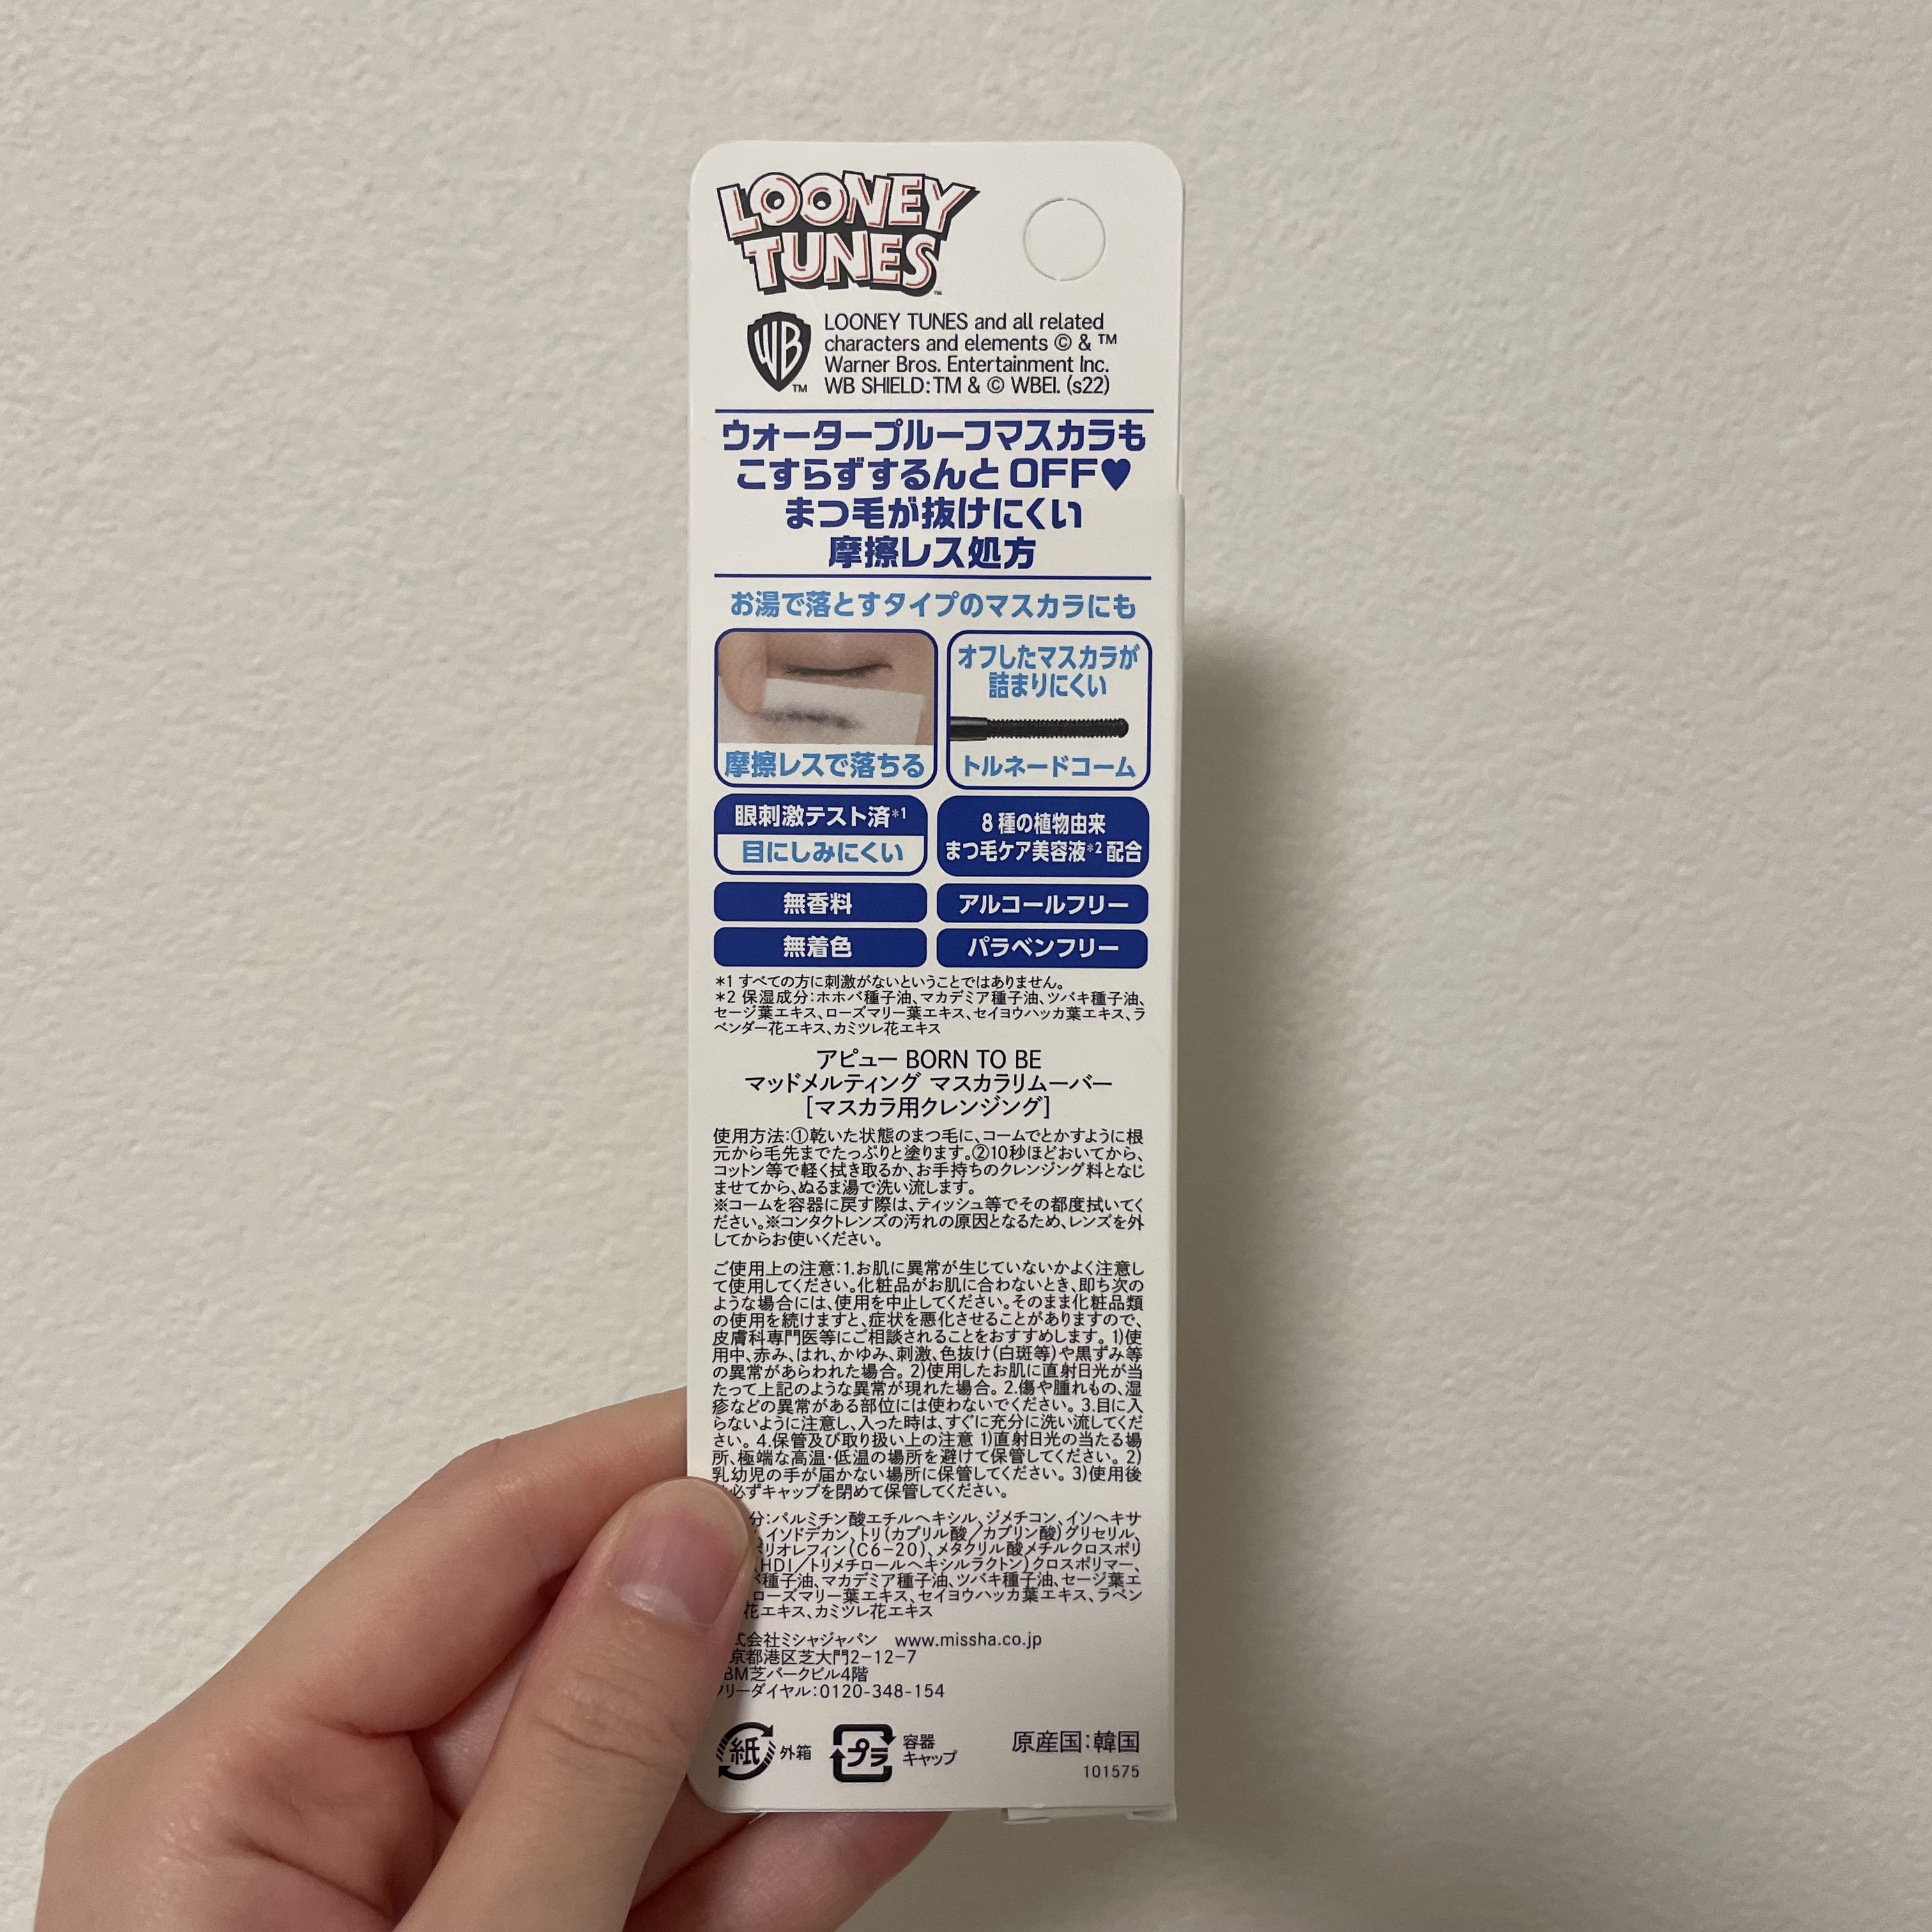 LOONEY
TUNES
™
WB
™
LOONEY TUNES and all related
characters and elements © & ™
Warner Bros. Entertainment Inc.
WB SHIELD: TM & © WBEI. (s22)
ウォータープルーフマスカラも
こすらずするんと OFF♥
まつ毛が抜けにくい
摩擦レス処方
お湯で落とすタイプのマスカラにも
摩擦レスで落ちる
オフしたマスカラが
詰まりにくい
トルネードコーム
眼刺激テスト済*1
目にしみにくい
8種の植物由来
まつ毛ケア美容液*2 配合
無香料
アルコールフリー
無着色
パラベンフリー
*1 すべての方に刺激がないということではありません。
*2 保湿成分:ホホバ種子油、マカデミア種子油、ツバキ種子油、
セージ葉エキス、ローズマリー葉エキス、セイヨウハッカ葉エキス、ラ
ベンダー花エキス、カミツレ花エキス
アピュー BORN TO BE
マッドメルティング マスカラリムーバー
[マスカラ用クレンジング]
使用方法:①乾いた状態のまつ毛に、コームでとかすように根
元から毛先までたっぷりと塗ります。②10秒ほどおいてから、
コットン等で軽く拭き取るか、お手持ちのクレンジング料となじ
ませてから、ぬるま湯で洗い流します。
※コームを容器に戻す際は、ティッシュ等でその都度拭いてく
ださい。※コンタクトレンズの汚れの原因となるため、レンズを外
してからお使いください。
ご使用上の注意:1.お肌に異常が生じていないかよく注意し
て使用してください。化粧品がお肌に合わないとき、即ち次の
ような場合には、使用を中止してください。そのまま化粧品類
の使用を続けますと、症状を悪化させることがありますので、
皮膚科専門医等にご相談されることをおすすめします。1)使
用中、赤み、はれ、かゆみ、刺激、色抜け(白斑等)や黒ずみ等
の異常があらわれた場合。2)使用したお肌に直射日光が当
たって上記のような異常が現れた場合。2.傷や腫れもの、湿
疹などの異常がある部位には使わないでください。3.目に入
らないように注意し、入った時は、すぐに充分に洗い流してくだ
さい。4.保管及び取り扱い上の注意 1)直射日光の当たる場
所、極端な高温・低温の場所を避けて保管してください。2)
乳幼児の手が届かない場所に保管してください。3)使用後
必ずキャップを閉めて保管してください。
分:パルミチン酸エチルヘキシル、ジメチコン、イソヘキサ
、イソドデカン、トリ(カプリル酸/カプリン酸)グリセリル、
ポリオレフィン(C6-20)、メタクリル酸メチルクロスポリ
HDI/トリメチロールヘキシルラクトン)クロスポリマー、
種子油、マカデミア種子油、ツバキ種子油、セージ葉エ
ローズマリー葉エキス、セイヨウハッカ葉エキス、ラベン
花エキス、カミツレ花エキス
式会社ミシャジャパン www.missha.co.jp
京都港区芝大門2-12-7
BM芝パークビル4階
フリーダイヤル:0120-348-154
紙 外箱
プラ 容器
キャップ
原産国:韓国
101575